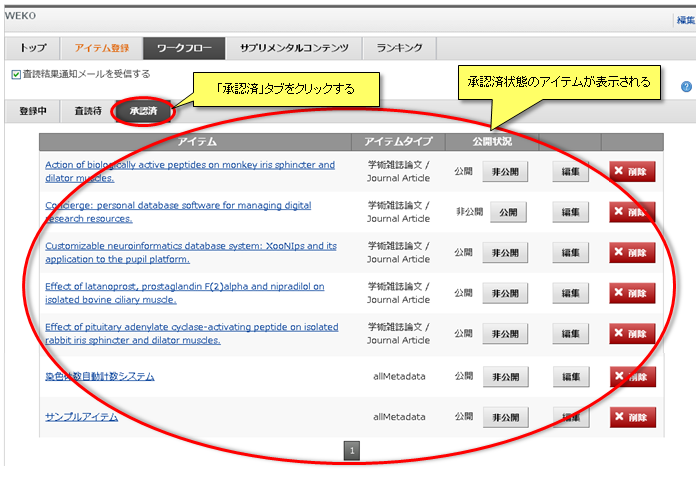 WEKO
編集
トップ アイテム登録 ワークフロー サプリメンタルコンテンツ ランキング
査読結果通知メールを受信する
「承認済」タブをクリックする
承認済状態のアイテムが表示される
?
登録中 査読待 承認済
アイテム アイテムタイプ 公開状況
Action of biologically active peptides on monkey iris sphincter and
dilator muscles.
学術雑誌論文 /
Journal Article
公開 非公開 編集 削除
Concierge: personal database software for managing digital
research resources.
学術雑誌論文 /
Journal Article
非公開 公開 編集 削除
Customizable neuroinformatics database system: XooNIps and its
application to the pupil platform.
学術雑誌論文 /
Journal Article
公開 非公開 編集 削除
Effect of latanoprost, prostaglandin F(2)alpha and nipradilol on
isolated bovine ciliary muscle.
学術雑誌論文 /
Journal Article
公開 非公開 編集 削除
Effect of pituitary adenylate cyclase-activating peptide on isolated
rabbit iris sphincter and dilator muscles.
学術雑誌論文 /
Journal Article
公開 非公開 編集 削除
染色体数自動計数システム allMetadata 公開 非公開 編集 削除
サンプルアイテム allMetadata 公開 非公開 編集 削除
1